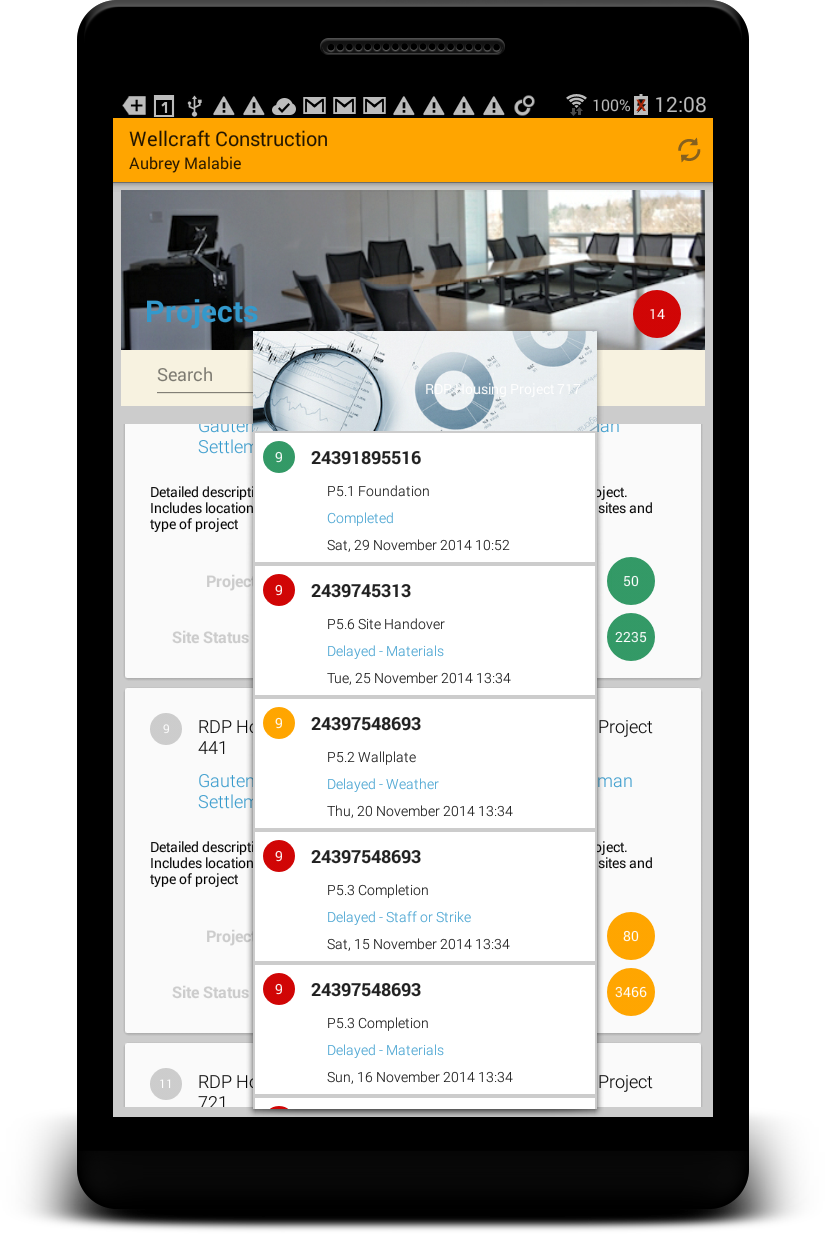 1
100%
12:08
Wellcraft Construction
Aubrey Malabie
Projects
14
Search
RDP Housing Project 717
Settlem
Detailed descripti
oject.
Includes location
sites and
type of project
Project
50
Site Status
2235
9
24391895516
P5.1 Foundation
Completed
Sat, 29 November 2014 10:52
9
2439745313
P5.6 Site Handover
Delayed - Materials
Tue, 25 November 2014 13:34
9
24397548693
P5.2 Wallplate
Delayed - Weather
Thu, 20 November 2014 13:34
9
24397548693
P5.3 Completion
Delayed - Staff or Strike
Sat, 15 November 2014 13:34
9
24397548693
P5.3 Completion
Delayed - Materials
Sun, 16 November 2014 13:34
9
RDP Ho
Project
441
Gauten
man
Settlem
Detailed descripti
oject.
Includes location
sites and
type of project
Project
80
Site Status
3466
11
RDP Ho
Project
721